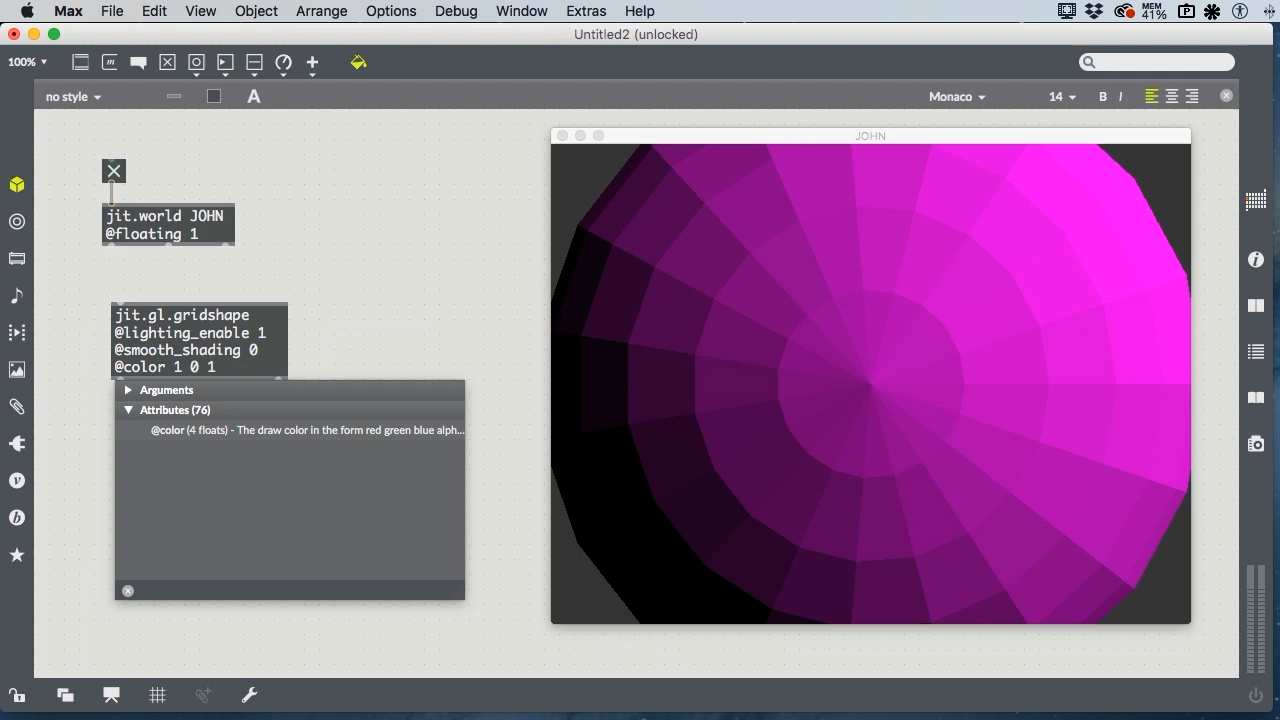 Max File Edit View Object Arrange Options Debug Window Extras Help MEM 41%
Untitled2 (unlocked)
100%
no style A Monaco 14 B I
JOHN
jit.world JOHN
@floating 1
jit.gl.gridshape
@lighting_enable 1
@smooth_shading 0
@color 1 0 1
Arguments
Attributes (76)
@color (4 floats) - The draw color in the form red green blue alph...